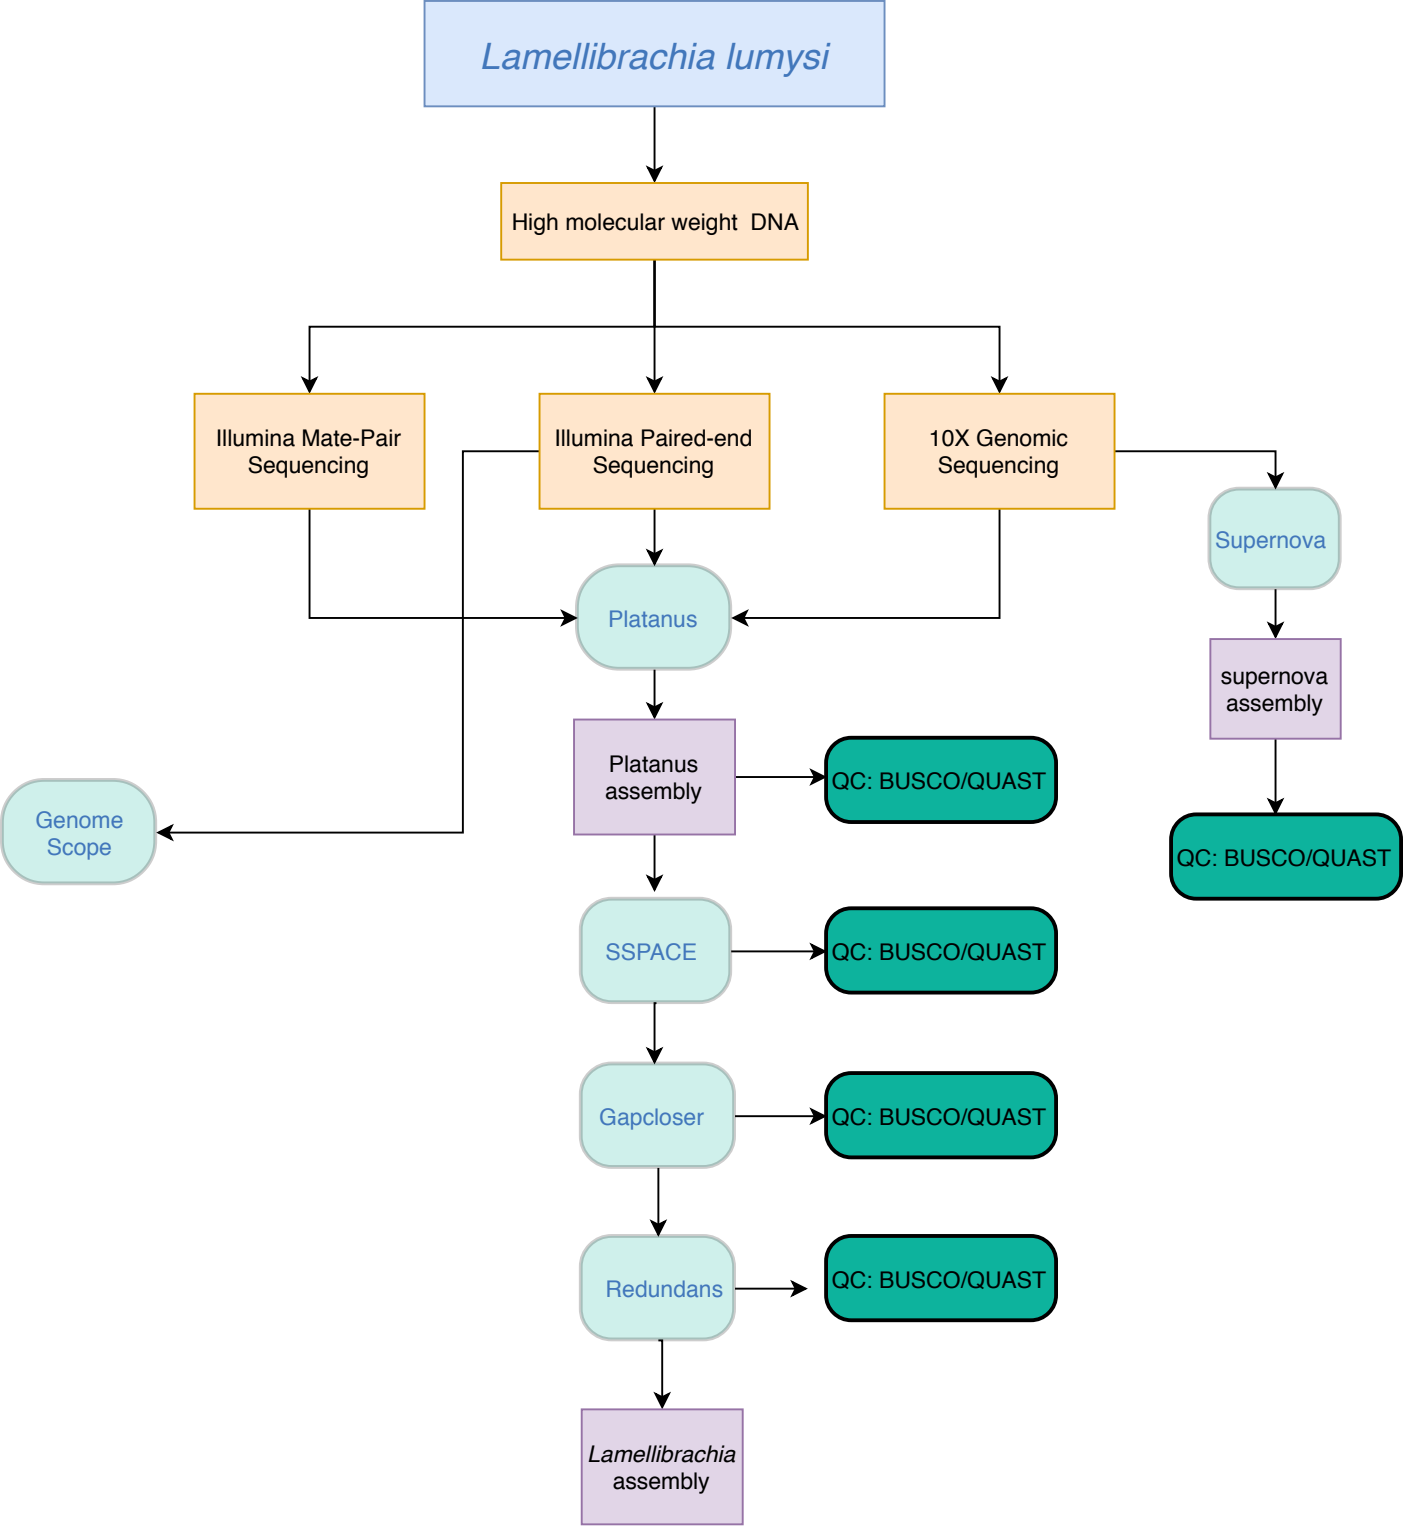 Lamellibrachia lumysi
High molecular weight  DNA
Illumina Mate-Pair
Sequencing
Illumina Paired-end
Sequencing
10X Genomic
Sequencing
Supernova
Platanus
supernova
assembly
Platanus
assembly
QC: BUSCO/QUAST
Genome
Scope
QC: BUSCO/QUAST
SSPACE
QC: BUSCO/QUAST
Gapcloser
QC: BUSCO/QUAST
Redundans
QC: BUSCO/QUAST
Lamellibrachia
assembly